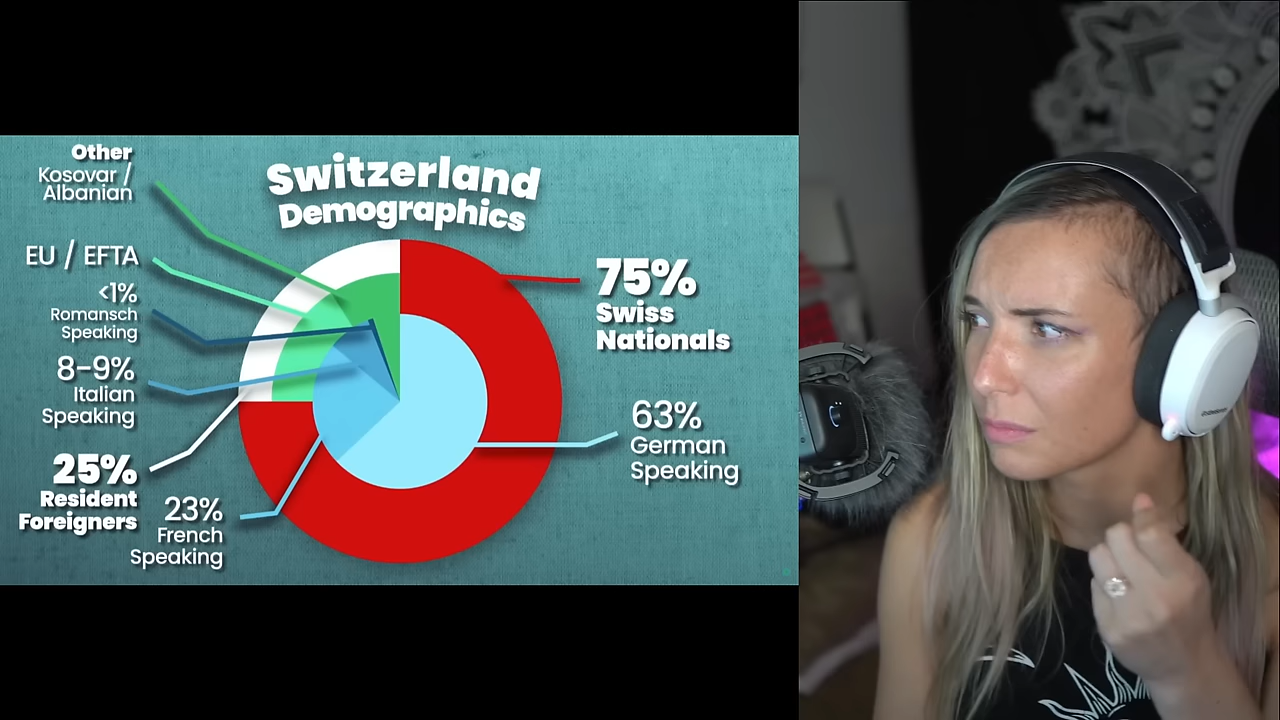 Switzerland
Demographics
Other
Kosovar /
Albanian
EU / EFTA
<1%
Romansch
Speaking
8-9%
Italian
Speaking
25%
Resident
Foreigners
23%
French
Speaking
75%
Swiss
Nationals
63%
German
Speaking